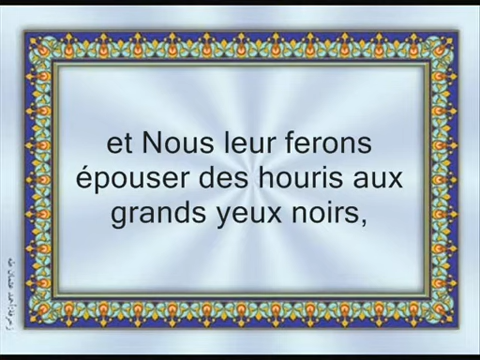 et Nous leur ferons
épouser des houris aux
grands yeux noirs,